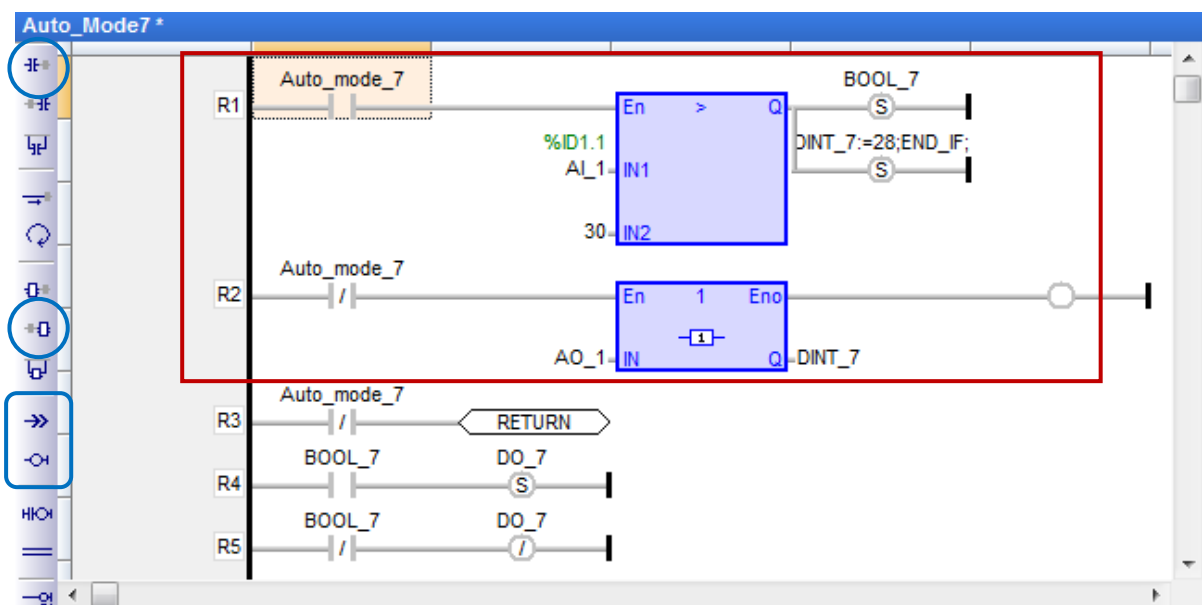 Auto_Mode7 *
Auto_mode_7
BOOL_7
R1
En > Q
S
%ID1.1
DINT_7:=28;END_IF;
AI_1
IN1
S
30
IN2
Auto_mode_7
R2
/
En 1 Eno
1
AO_1
IN
Q
DINT_7
Auto_mode_7
R3
/
RETURN
BOOL_7
DO_7
R4
S
BOOL_7
DO_7
R5
/
/